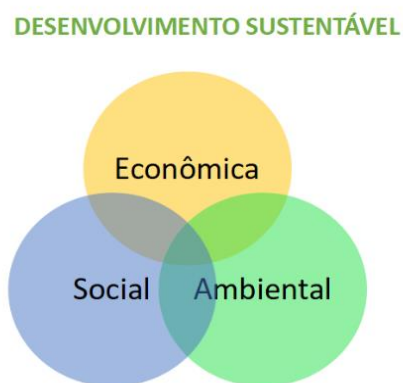 DESENVOLVIMENTO SUSTENTÁVEL
Econômica
Social
Ambiental